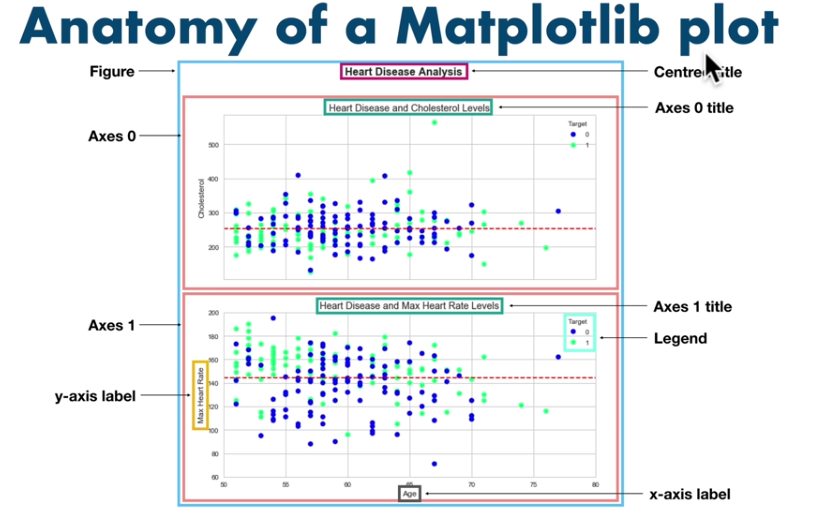 Anatomy of a Matplotlib plot
Figure
Heart Disease Analysis
Heart Disease and Cholesterol Levels
Axes 0 title
Axes 0
Target
0
1
500
400
300
200
Cholesterol
Heart Disease and Max Heart Rate Levels
Axes 1 title
Axes 1
Target
0
1
Legend
200
180
160
140
120
100
80
60
Max Heart Rate
y-axis label
50
55
60
65
70
75
80
Age
x-axis label